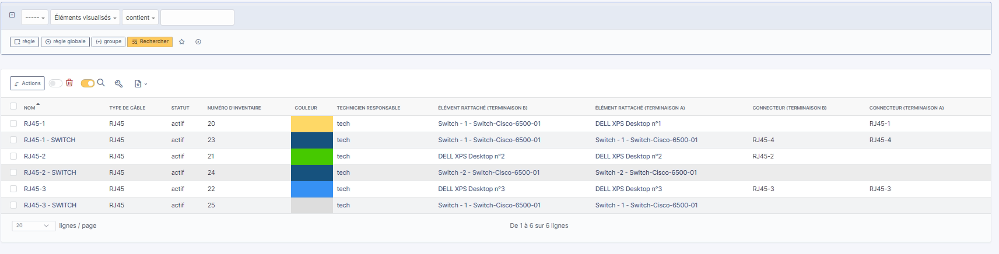 ----- Éléments visualisés contient
règle règle globale groupe Rechercher
Actions
NOM TYPE DE CÂBLE STATUT NUMÉRO D'INVENTAIRE COULEUR TECHNICIEN RESPONSABLE ÉLÉMENT RATTACHÉ (TERMINAISON B) ÉLÉMENT RATTACHÉ (TERMINAISON A) CONNECTEUR (TERMINAISON B) CONNECTEUR (TERMINAISON A)
RJ45-1 RJ45 actif 20 tech Switch - 1 - Switch-Cisco-6500-01 DELL XPS Desktop n°1 RJ45-1
RJ45-1 - SWITCH RJ45 actif 23 tech Switch - 1 - Switch-Cisco-6500-01 Switch - 1 - Switch-Cisco-6500-01 RJ45-4 RJ45-4
RJ45-2 RJ45 actif 21 tech DELL XPS Desktop n°2 DELL XPS Desktop n°2 RJ45-2
RJ45-2 - SWITCH RJ45 actif 24 tech Switch -2 - Switch-Cisco-6500-01 Switch -2 - Switch-Cisco-6500-01
RJ45-3 RJ45 actif 22 tech DELL XPS Desktop n°3 DELL XPS Desktop n°3 RJ45-3 RJ45-3
RJ45-3 - SWITCH RJ45 actif 25 tech Switch - 1 - Switch-Cisco-6500-01 Switch - 1 - Switch-Cisco-6500-01
20 lignes / page De 1 à 6 sur 6 lignes